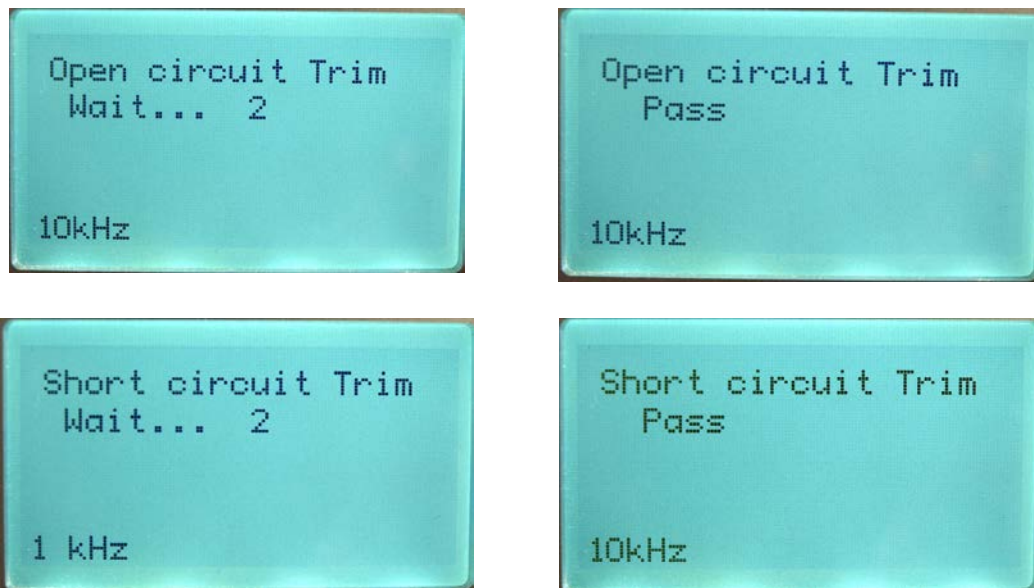 Open circuit Trim
Wait... 2
10kHz
Open circuit Trim
Pass
10kHz
Short circuit Trim
Wait... 2
1 kHz
Short circuit Trim
Pass
10kHz